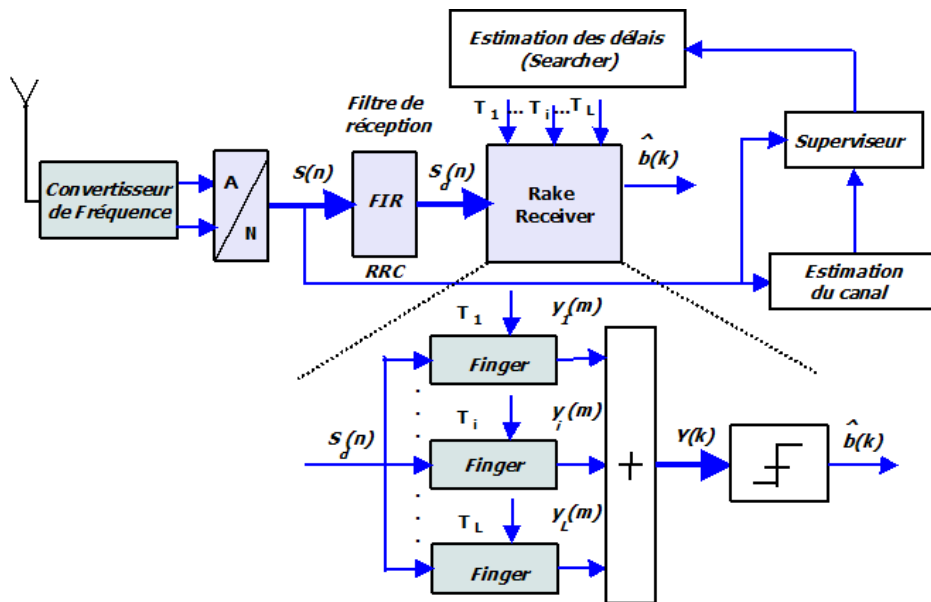 Estimation des délais
(Searcher)
Filtre de
réception
T 1 ... T i ... T L
^
b(k)
Superviseur
Convertisseur
de Fréquence
A
N
S(n)
FIR
S d (n)
Rake
Receiver
RRC
Estimation
du canal
T 1
y 1 (m)
Finger
T i
y i (m)
S d (n)
Finger
+
Y(k)
^
b(k)
T L
y L (m)
Finger